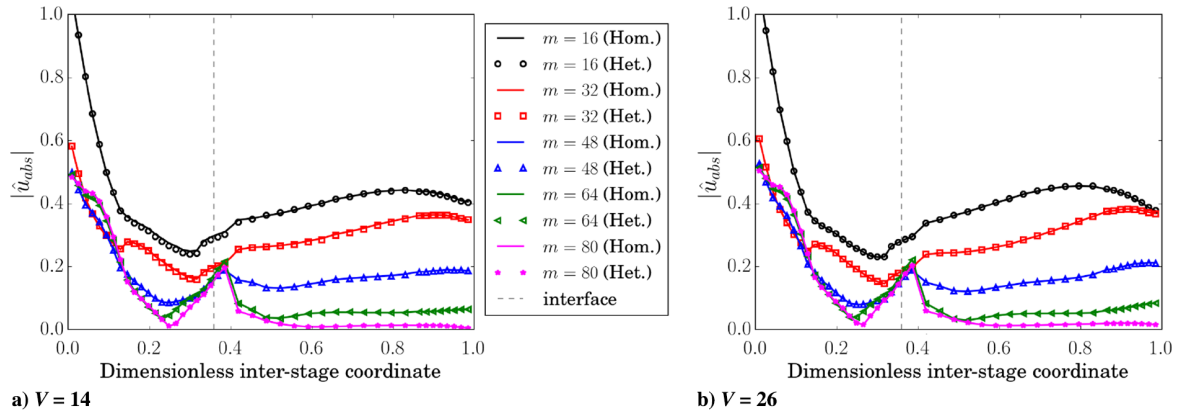 1.0
0.8
0.6
0.4
0.2
0.0
|û_abs|
0.0 0.2 0.4 0.6 0.8 1.0
Dimensionless inter-stage coordinate
a) V = 14
m = 16 (Hom.)
m = 16 (Het.)
m = 32 (Hom.)
m = 32 (Het.)
m = 48 (Hom.)
m = 48 (Het.)
m = 64 (Hom.)
m = 64 (Het.)
m = 80 (Hom.)
m = 80 (Het.)
interface
1.0
0.8
0.6
0.4
0.2
0.0
|û_abs|
0.0 0.2 0.4 0.6 0.8 1.0
Dimensionless inter-stage coordinate
b) V = 26